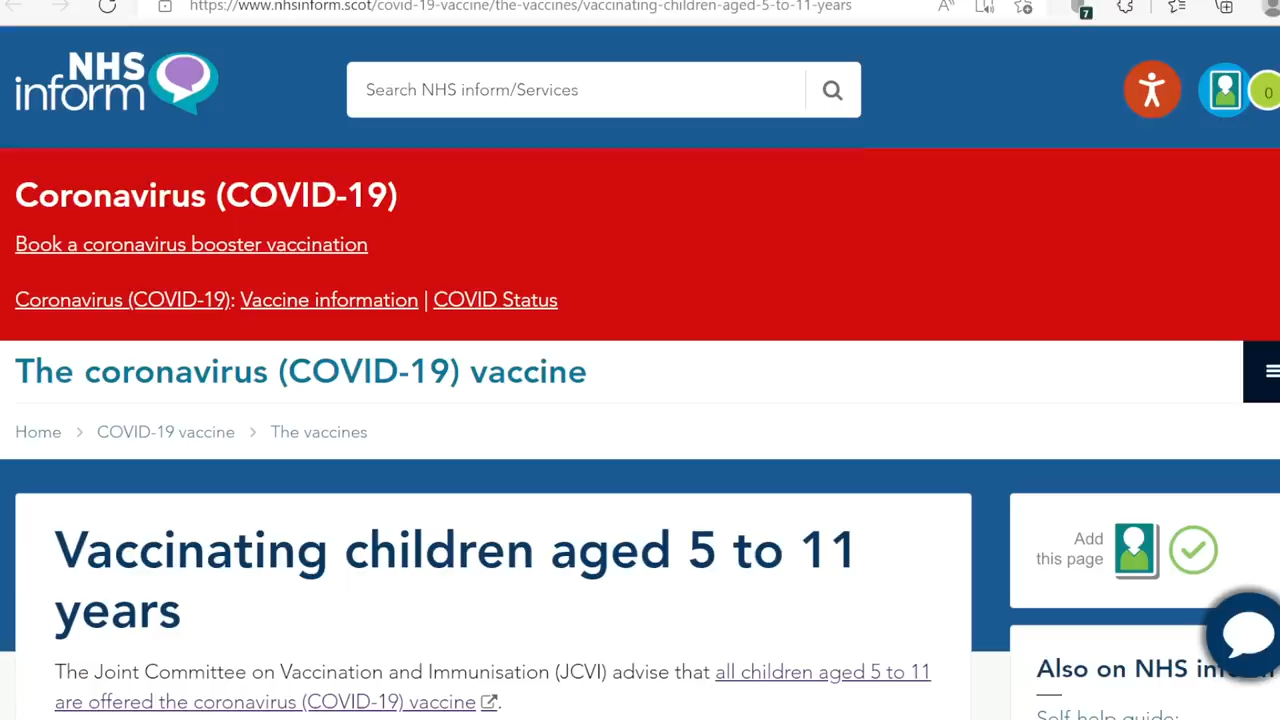 https://www.nhsinform.scot/covid-19-vaccine/the-vaccines/vaccinating-children-aged-5-to-11-years
7
NHS
inform
Search NHS inform/Services
0
Coronavirus (COVID-19)
Book a coronavirus booster vaccination
Coronavirus (COVID-19): Vaccine information | COVID Status
The coronavirus (COVID-19) vaccine
Home > COVID-19 vaccine > The vaccines
Vaccinating children aged 5 to 11
years
The Joint Committee on Vaccination and Immunisation (JCVI) advise that all children aged 5 to 11
are offered the coronavirus (COVID-19) vaccine.
Add
this page
Also on NHS
Self-help guide: